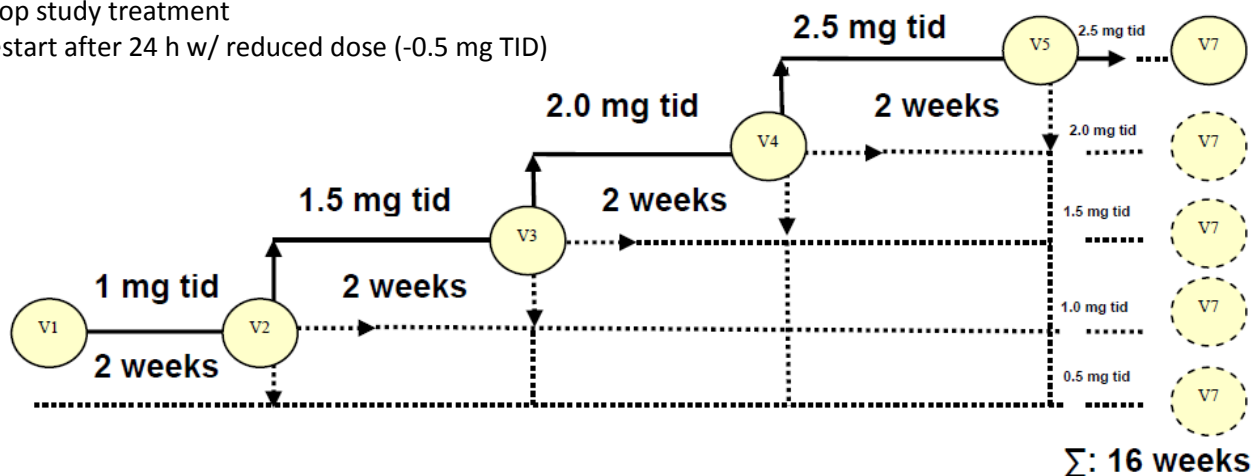 op study treatment
estart after 24 h w/ reduced dose (-0.5 mg TID)
2.5 mg tid
V5
2.5 mg tid
V7
2.0 mg tid
2 weeks
V4
2.0 mg tid
V7
1.5 mg tid
2 weeks
V3
1.5 mg tid
V7
1 mg tid
2 weeks
V1
V2
1.0 mg tid
V7
2 weeks
0.5 mg tid
V7
∑: 16 weeks